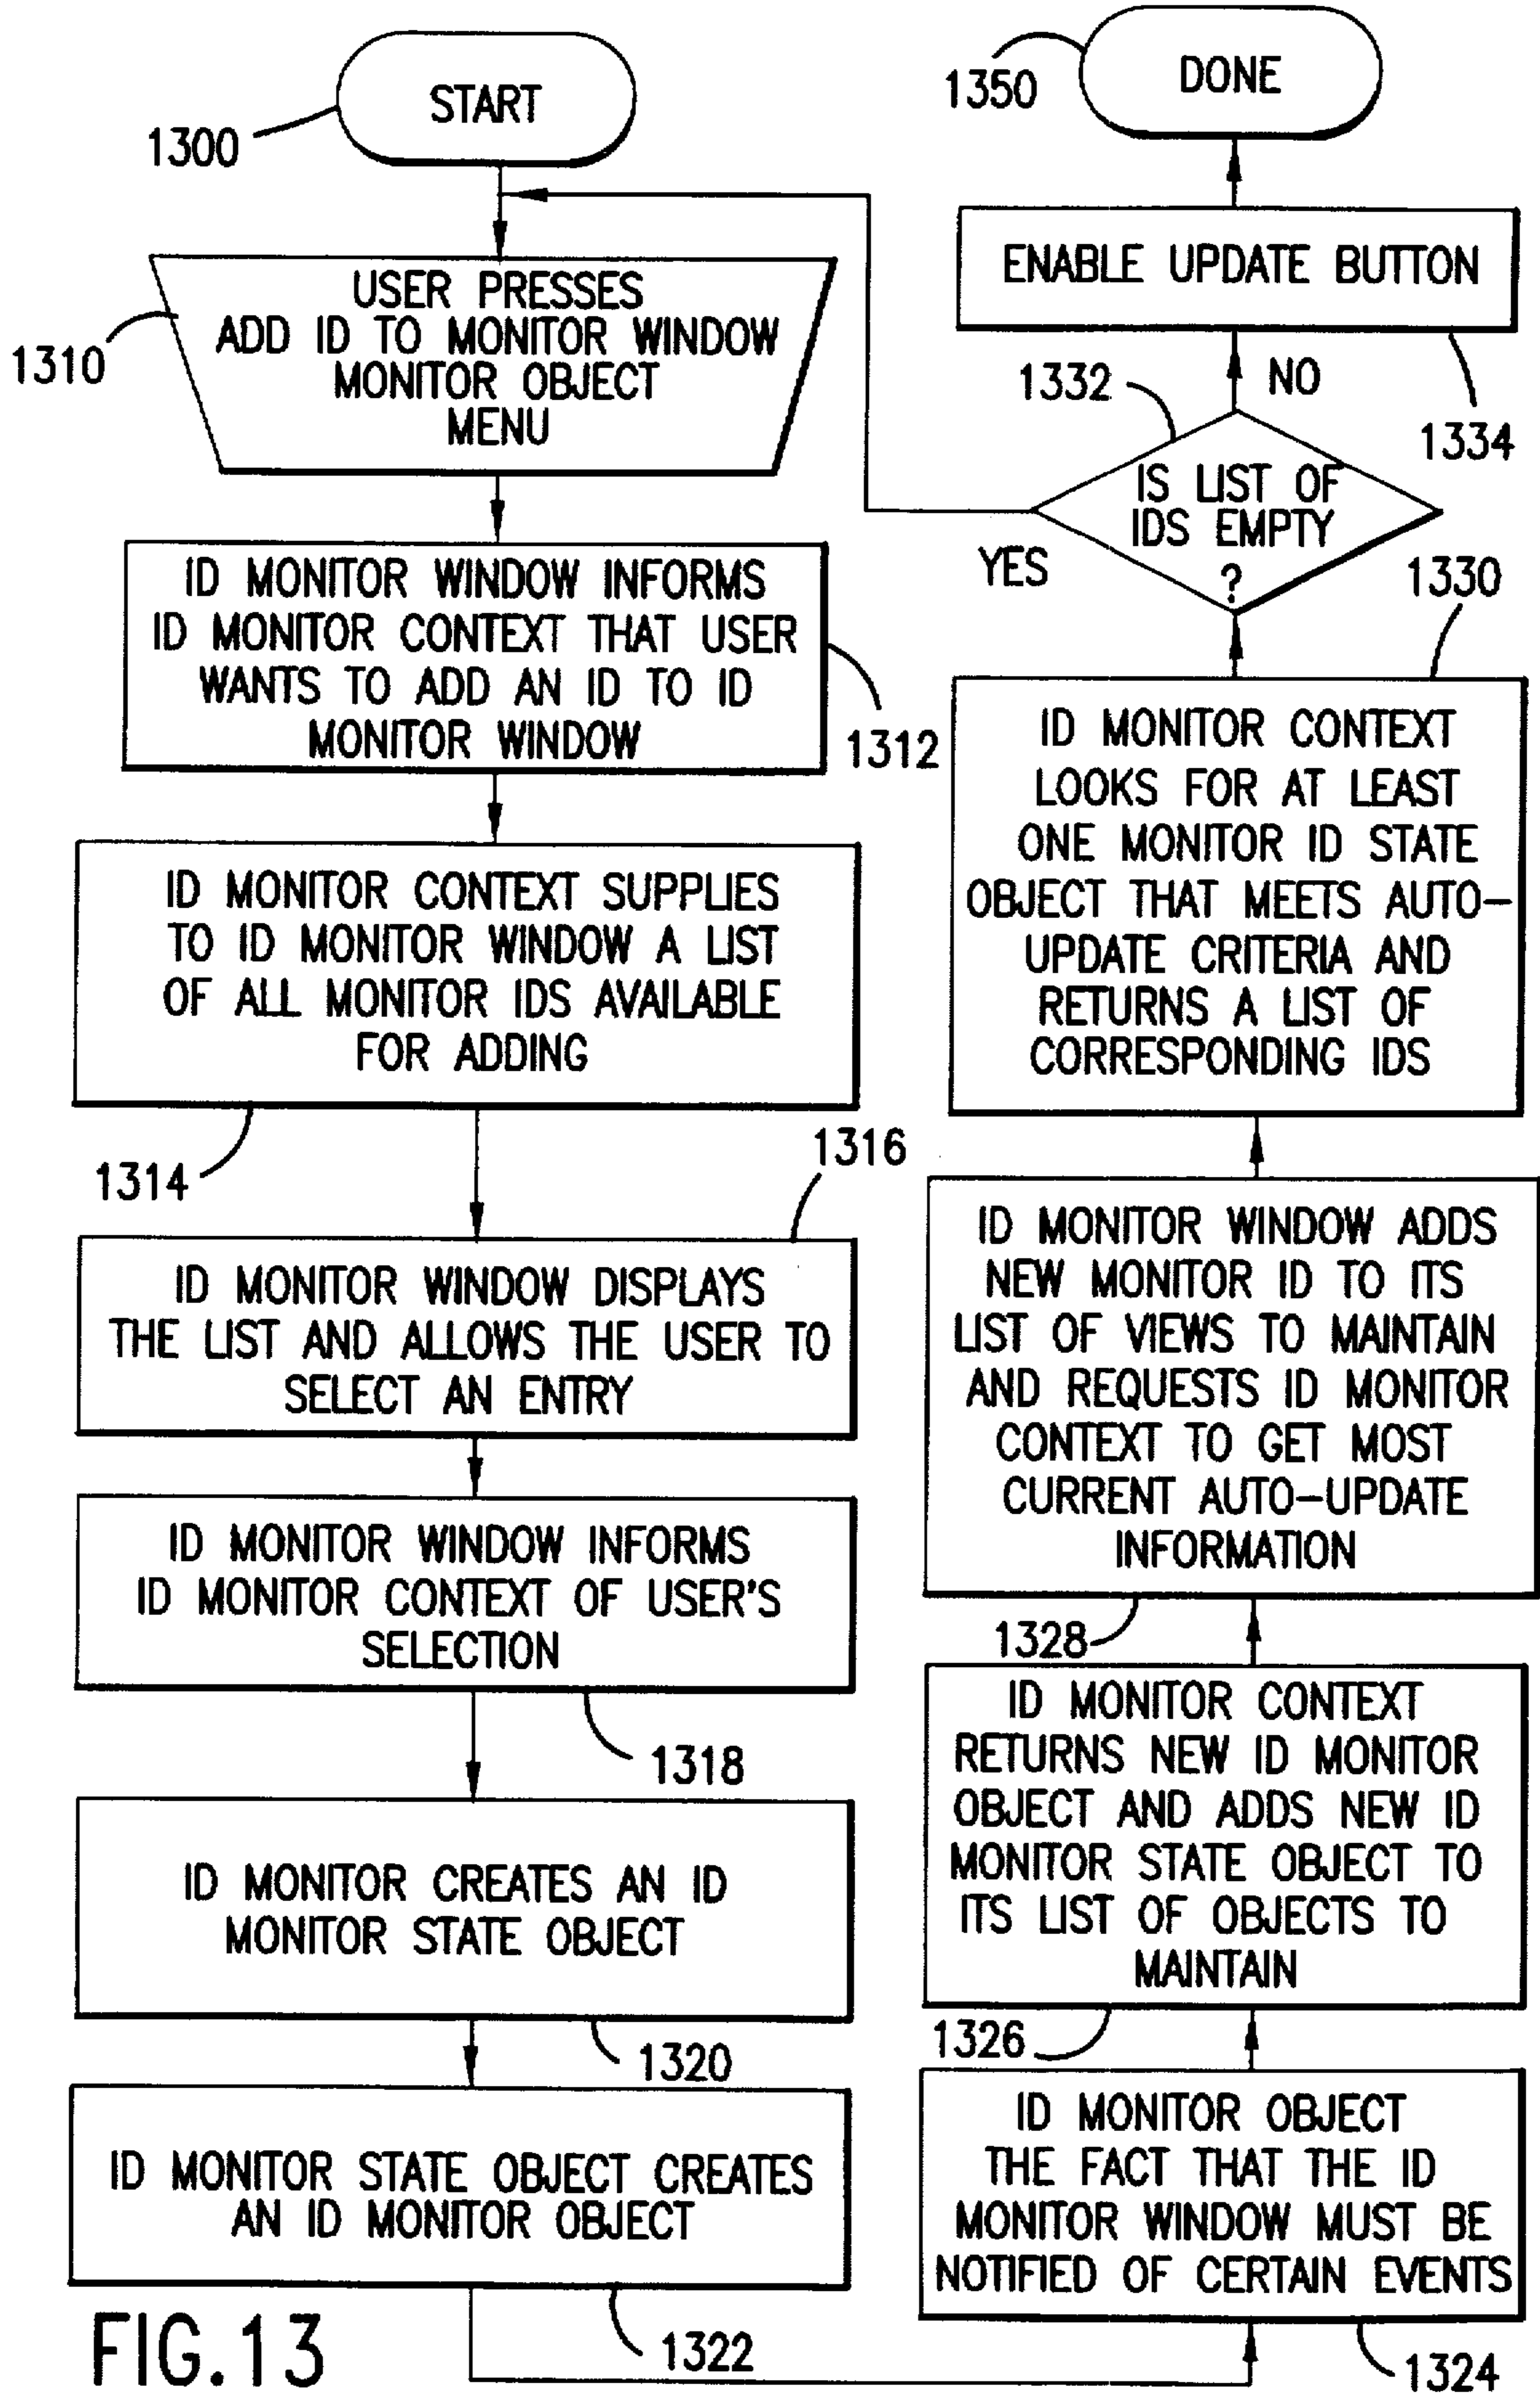 START
1300
USER PRESSES
ADD ID TO MONITOR WINDOW
MONITOR OBJECT
MENU
1310
ID MONITOR WINDOW INFORMS
ID MONITOR CONTEXT THAT USER
WANTS TO ADD AN ID TO ID
MONITOR WINDOW
1312
ID MONITOR CONTEXT SUPPLIES
TO ID MONITOR WINDOW A LIST
OF ALL MONITOR IDS AVAILABLE
FOR ADDING
1314
1316
ID MONITOR WINDOW DISPLAYS
THE LIST AND ALLOWS THE USER TO
SELECT AN ENTRY
ID MONITOR WINDOW INFORMS
ID MONITOR CONTEXT OF USER'S
SELECTION
1318
ID MONITOR CREATES AN ID
MONITOR STATE OBJECT
1320
ID MONITOR STATE OBJECT CREATES
AN ID MONITOR OBJECT
1322
ID MONITOR OBJECT
THE FACT THAT THE ID
MONITOR WINDOW MUST BE
NOTIFIED OF CERTAIN EVENTS
1324
ID MONITOR CONTEXT
RETURNS NEW ID MONITOR
OBJECT AND ADDS NEW ID
MONITOR STATE OBJECT TO
ITS LIST OF OBJECTS TO
MAINTAIN
1326
ID MONITOR WINDOW ADDS
NEW MONITOR ID TO ITS
LIST OF VIEWS TO MAINTAIN
AND REQUESTS ID MONITOR
CONTEXT TO GET MOST
CURRENT AUTO-UPDATE
INFORMATION
1328
ID MONITOR CONTEXT
LOOKS FOR AT LEAST
ONE MONITOR ID STATE
OBJECT THAT MEETS AUTO-
UPDATE CRITERIA AND
RETURNS A LIST OF
CORRESPONDING IDS
1330
IS LIST OF
IDS EMPTY
?
1332
YES
NO
ENABLE UPDATE BUTTON
1334
DONE
1350
FIG.13